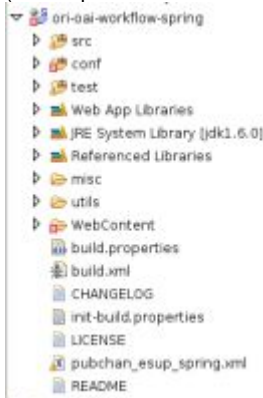 ori-oai-workflow-spring
src
conf
test
Web App Libraries
JRE System Library [jdk1.6.0]
Referenced Libraries
misc
utils
WebContent
build.properties
build.xml
CHANGELOG
init-build.properties
LICENSE
pubchan_esup_spring.xml
README